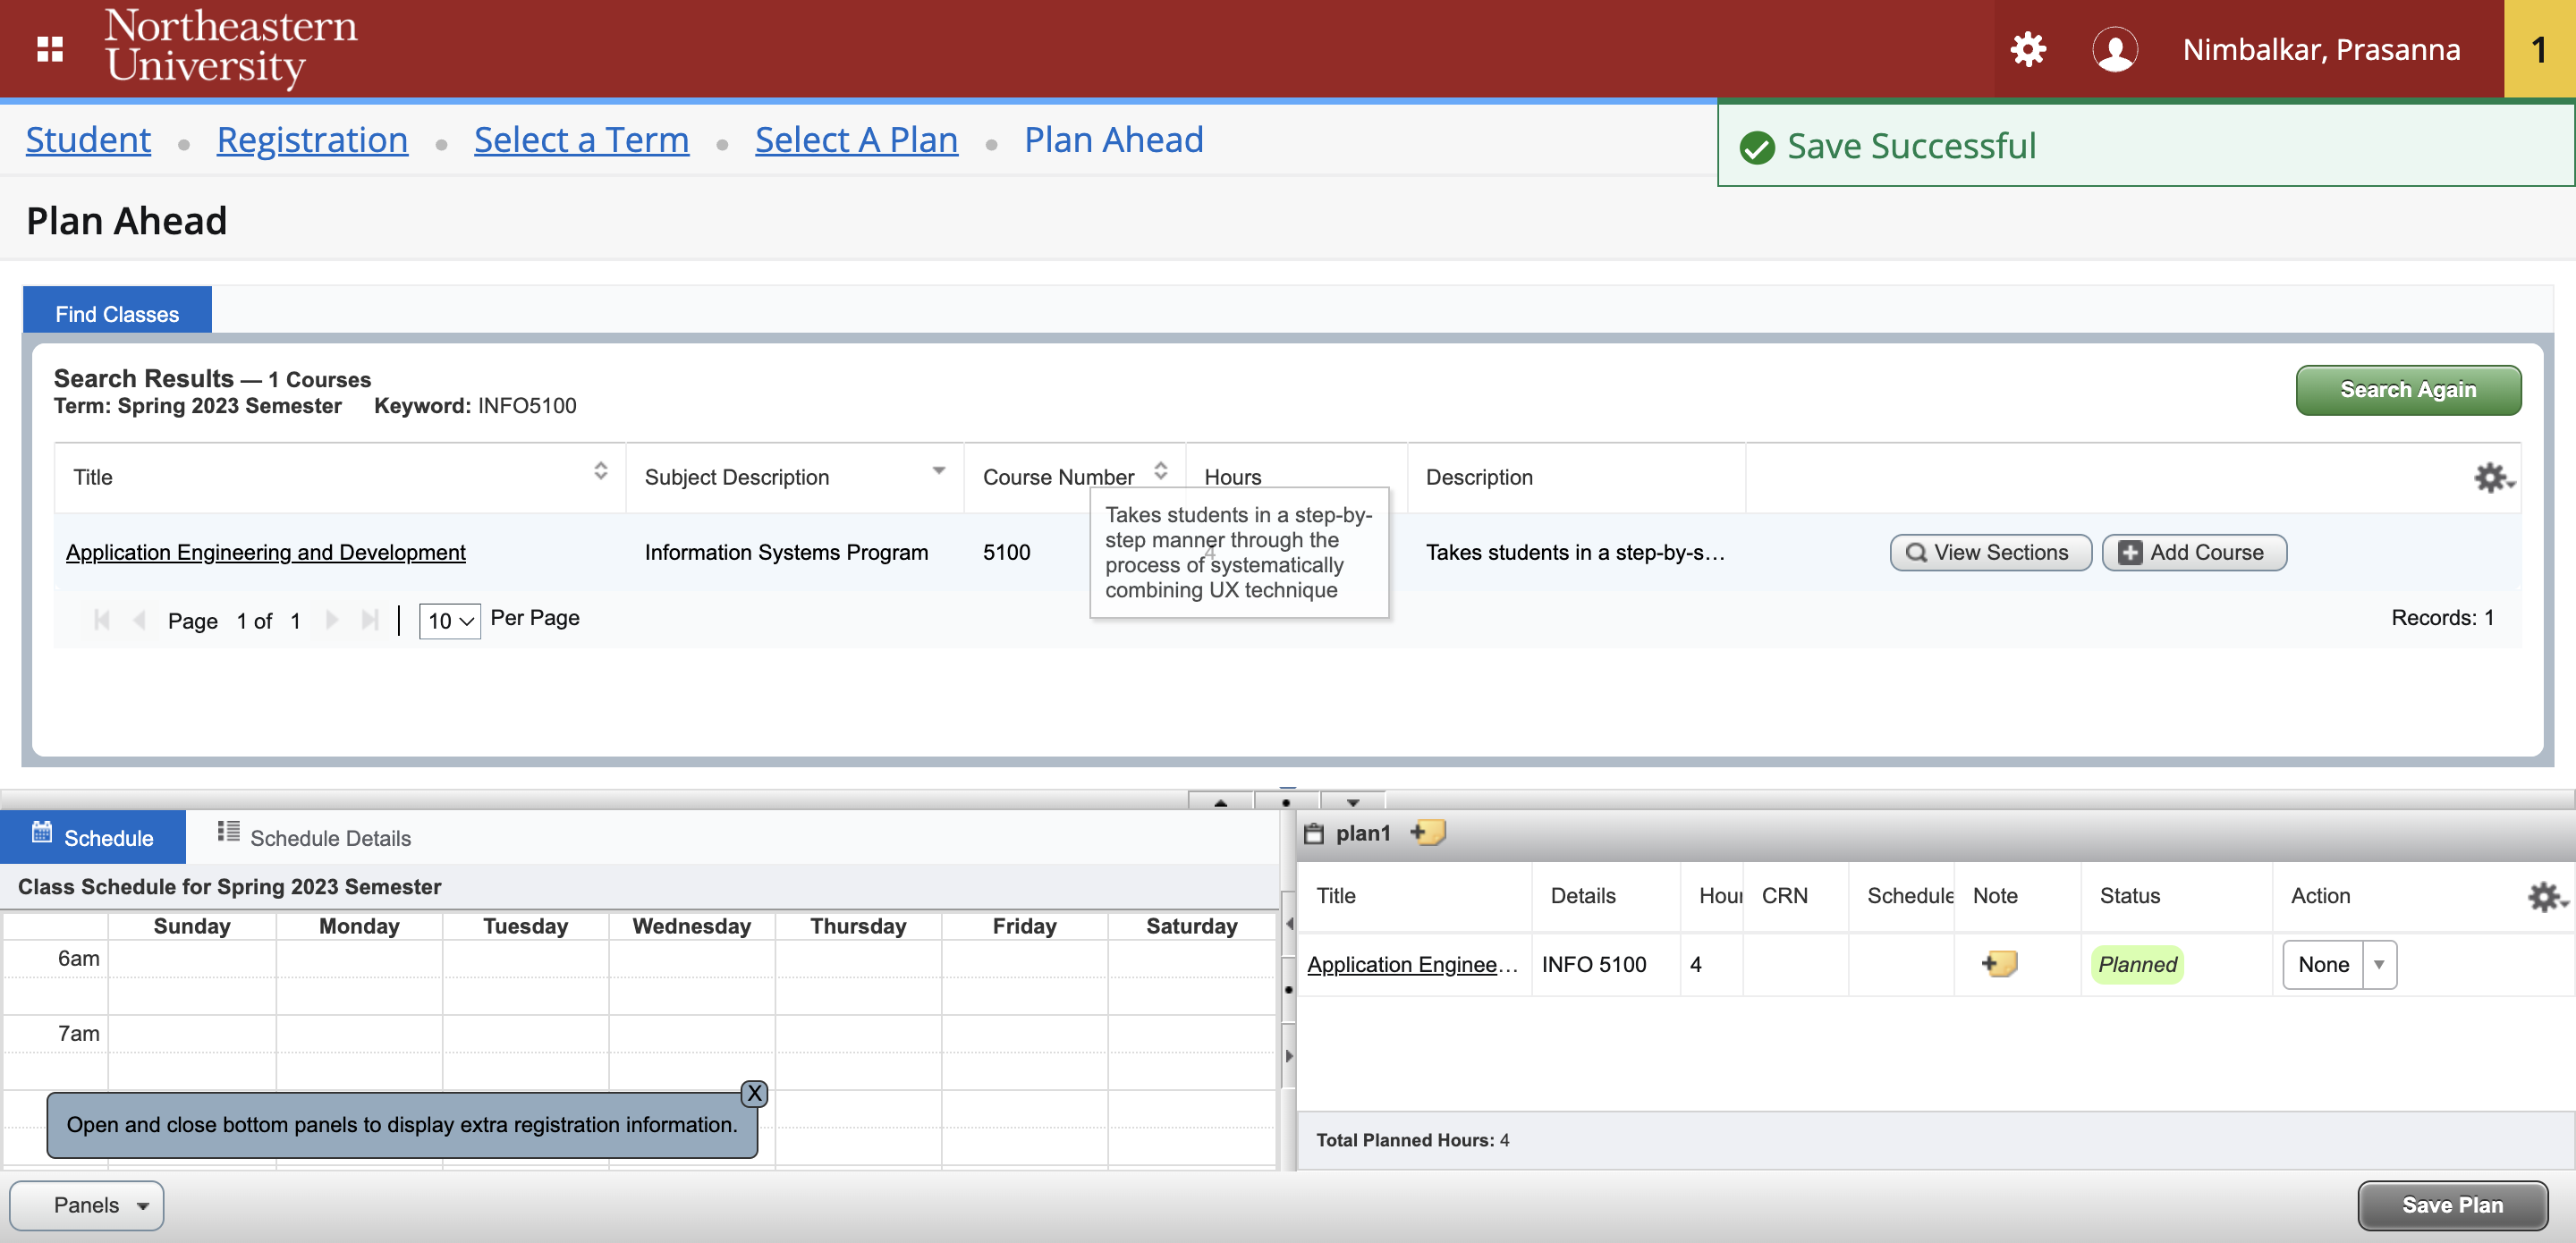 Northeastern
University
Nimbalkar, Prasanna
1
Student • Registration • Select a Term • Select A Plan • Plan Ahead
Save Successful
Plan Ahead
Find Classes
Search Results — 1 Courses
Term: Spring 2023 Semester Keyword: INFO5100
Search Again
Title Subject Description Course Number Hours Description
Application Engineering and Development Information Systems Program 5100 4 Takes students in a step-by-s... View Sections Add Course
Takes students in a step-by-
step manner through the
process of systematically
combining UX technique
Page 1 of 1 10 Per Page Records: 1
Schedule Schedule Details
Class Schedule for Spring 2023 Semester
Sunday Monday Tuesday Wednesday Thursday Friday Saturday
6am
7am
Open and close bottom panels to display extra registration information.
X
plan1
Title Details Hour CRN Schedule Note Status Action
Application Enginee... INFO 5100 4 Planned None
Total Planned Hours: 4
Panels
Save Plan